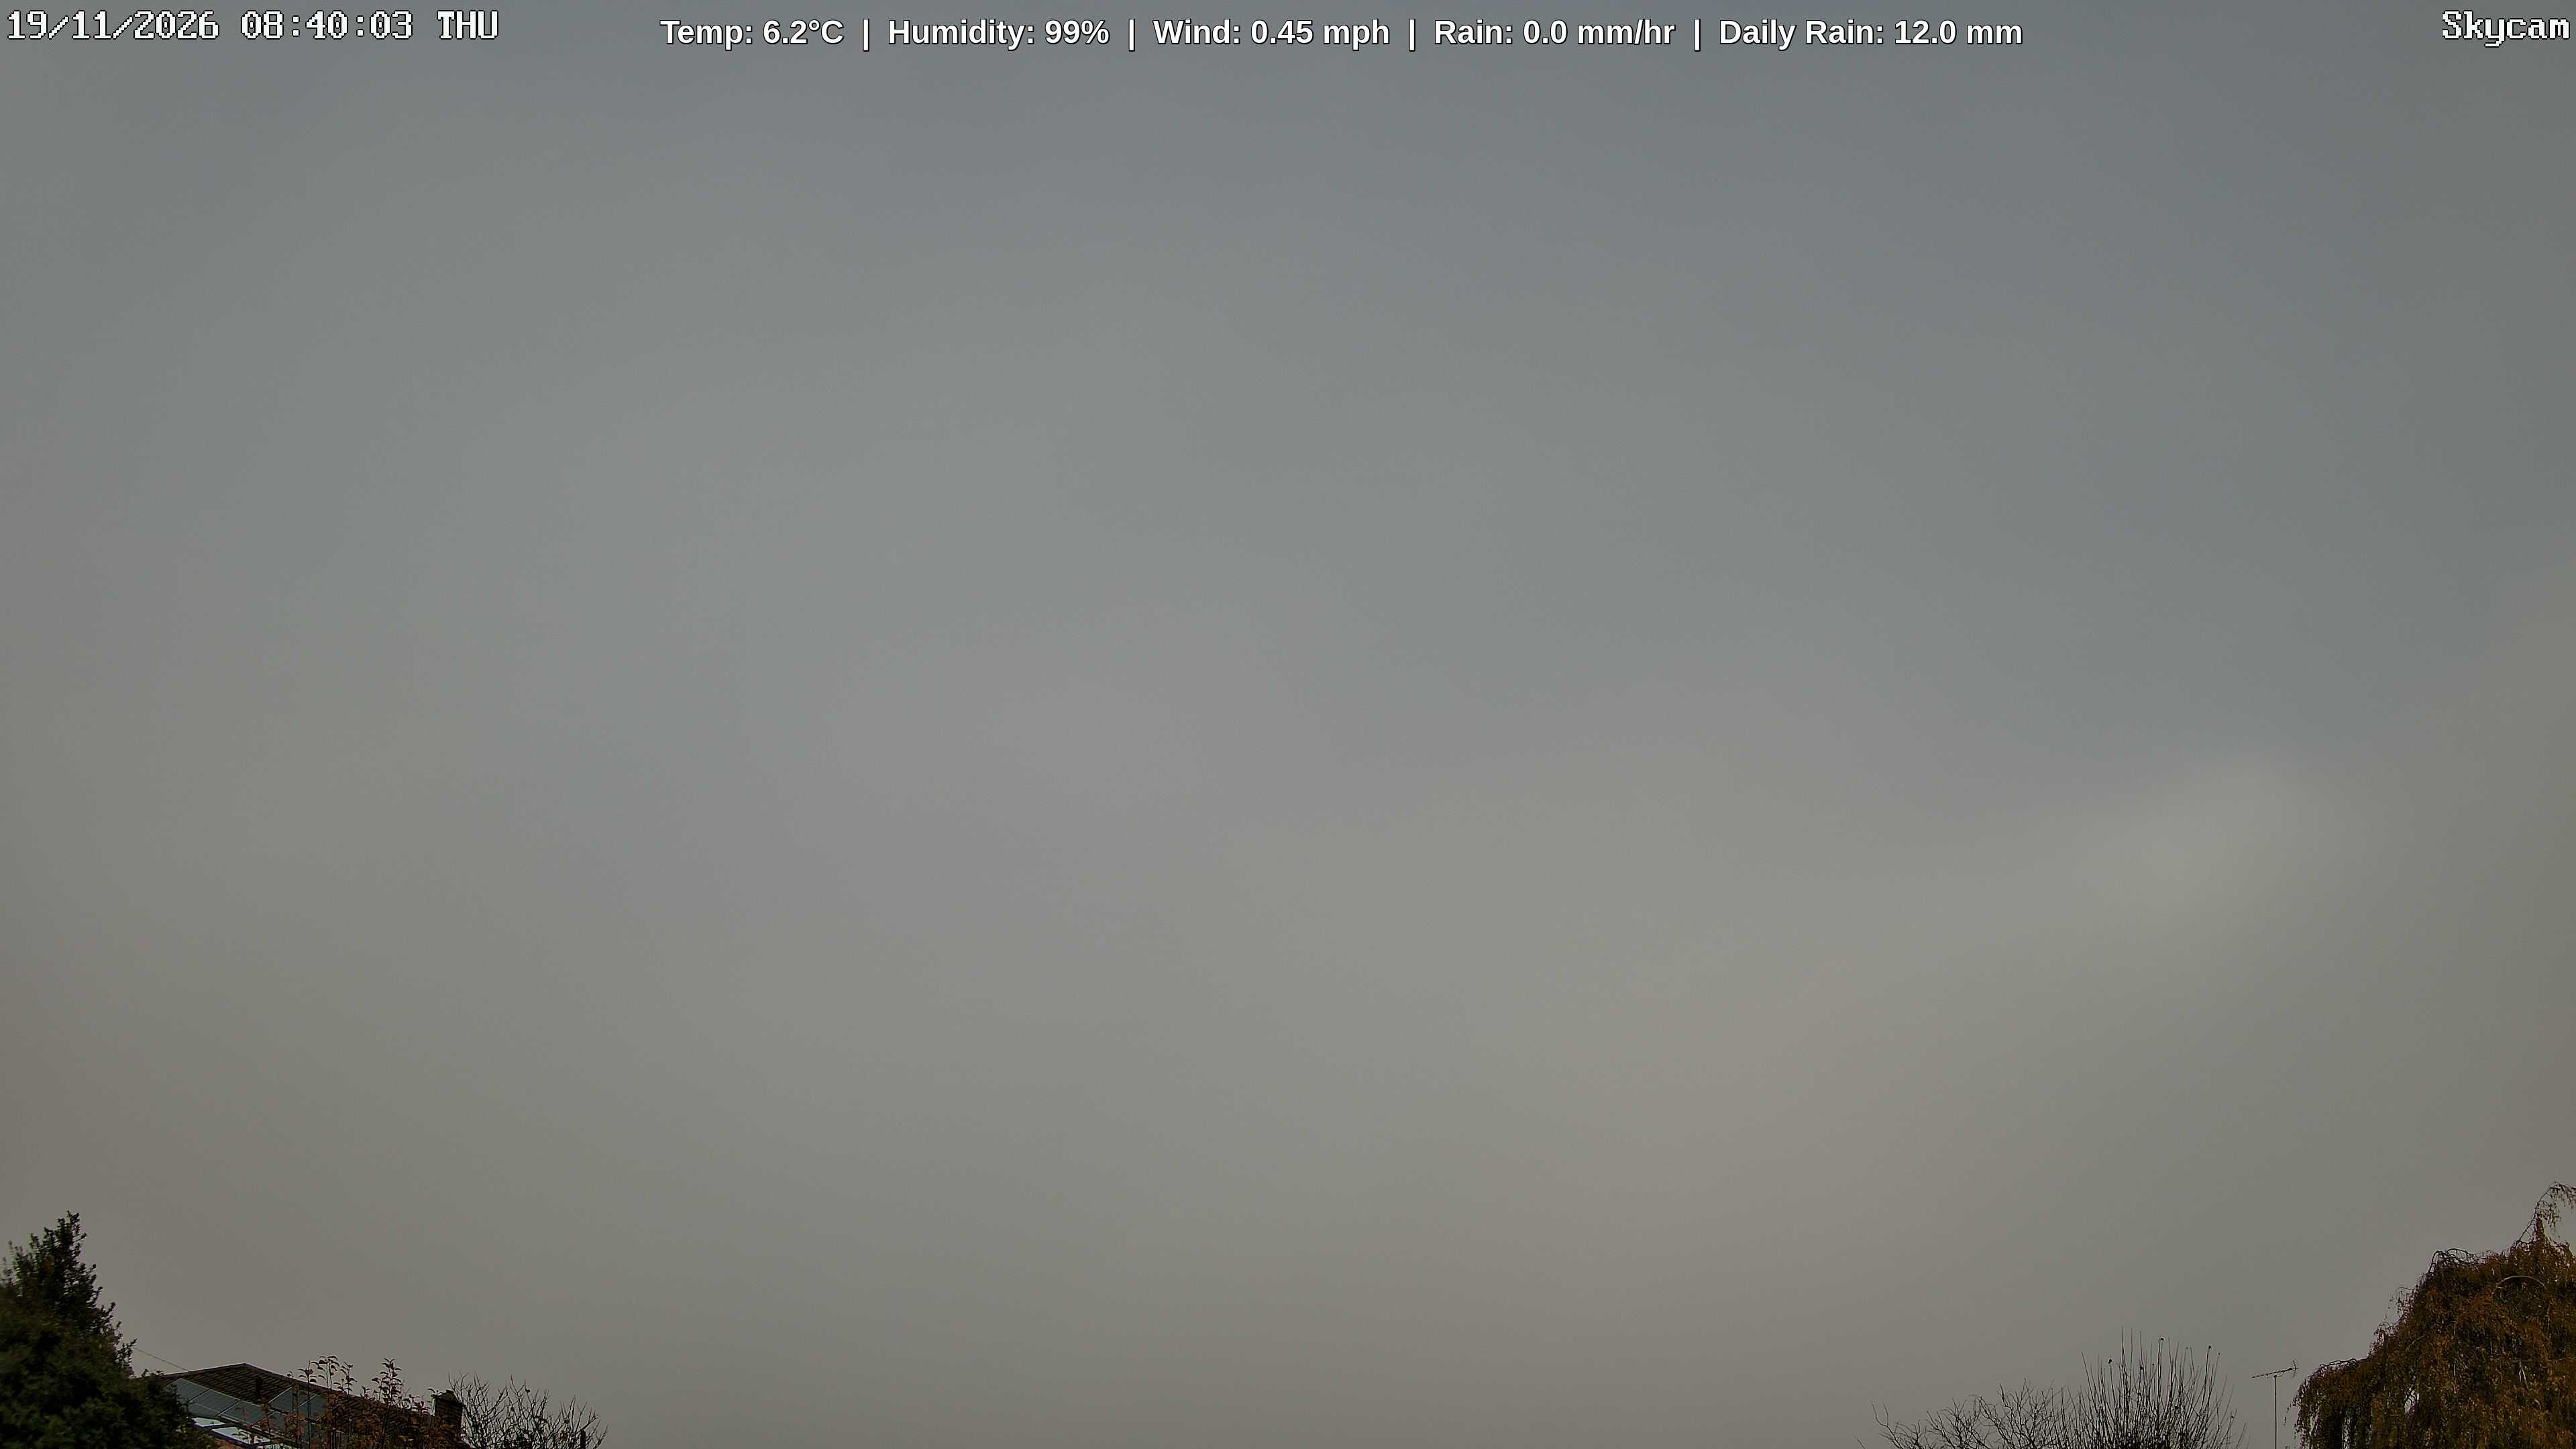 19/11/2026 08:40:03 THU
Temp: 6.2°C | Humidity: 99% | Wind: 0.45 mph | Rain: 0.0 mm/hr | Daily Rain: 12.0 mm
Skycam